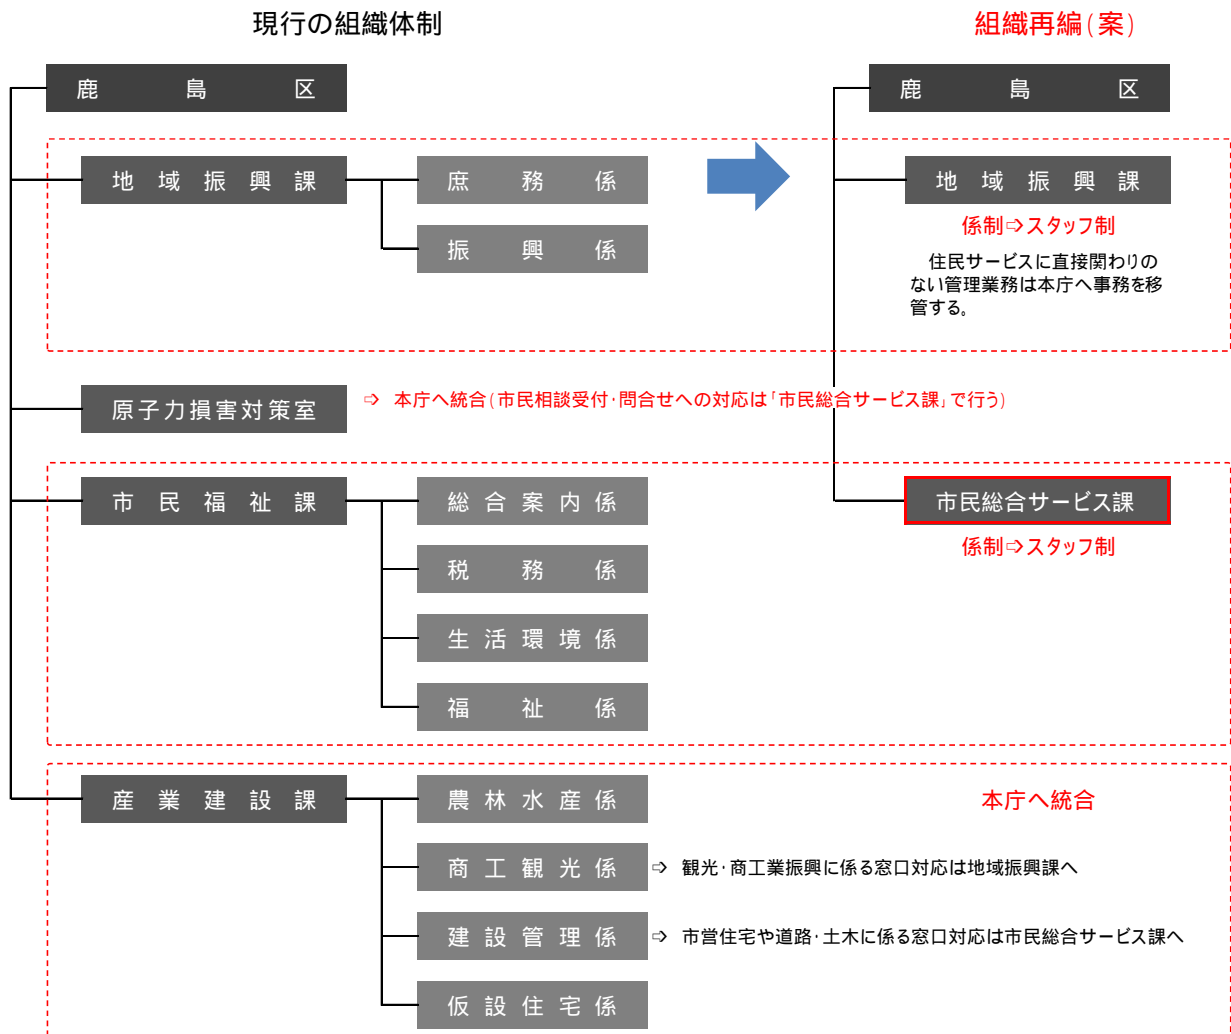 現行の組織体制
組織再編(案)
鹿島区
鹿島区
地域振興課
庶務係
地域振興課
係制⇨スタッフ制
振興係
住民サービスに直接関わりの
ない管理業務は本庁へ事務を移
管する。
原子力損害対策室
⇨ 本庁へ統合(市民相談受付・問合せへの対応は「市民総合サービス課」で行う)
市民福祉課
総合案内係
市民総合サービス課
係制⇨スタッフ制
税務係
生活環境係
福祉係
産業建設課
農林水産係
本庁へ統合
商工観光係
⇨ 観光・商工業振興に係る窓口対応は地域振興課へ
建設管理係
⇨ 市営住宅や道路・土木に係る窓口対応は市民総合サービス課へ
仮設住宅係